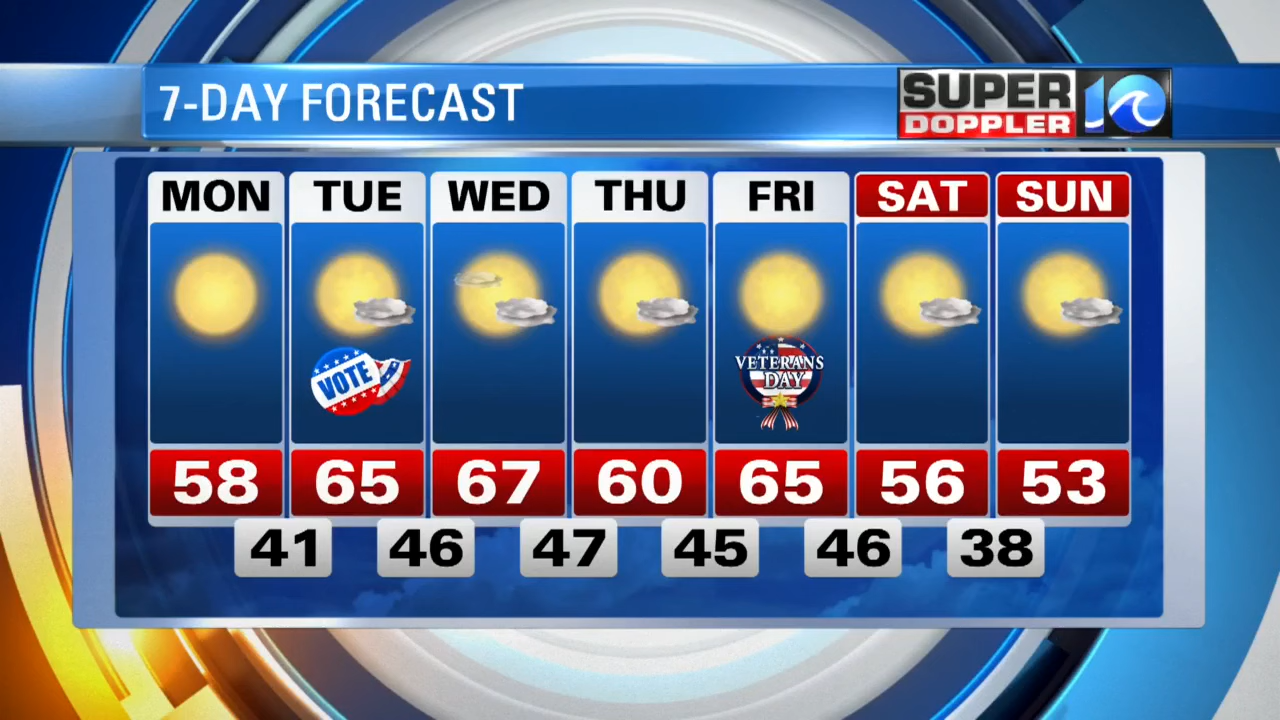 7-DAY FORECAST
SUPER
DOPPLER 10
MON TUE WED THU FRI SAT SUN
VOTE
VETERANS
DAY
58 65 67 60 65 56 53
41 46 47 45 46 38